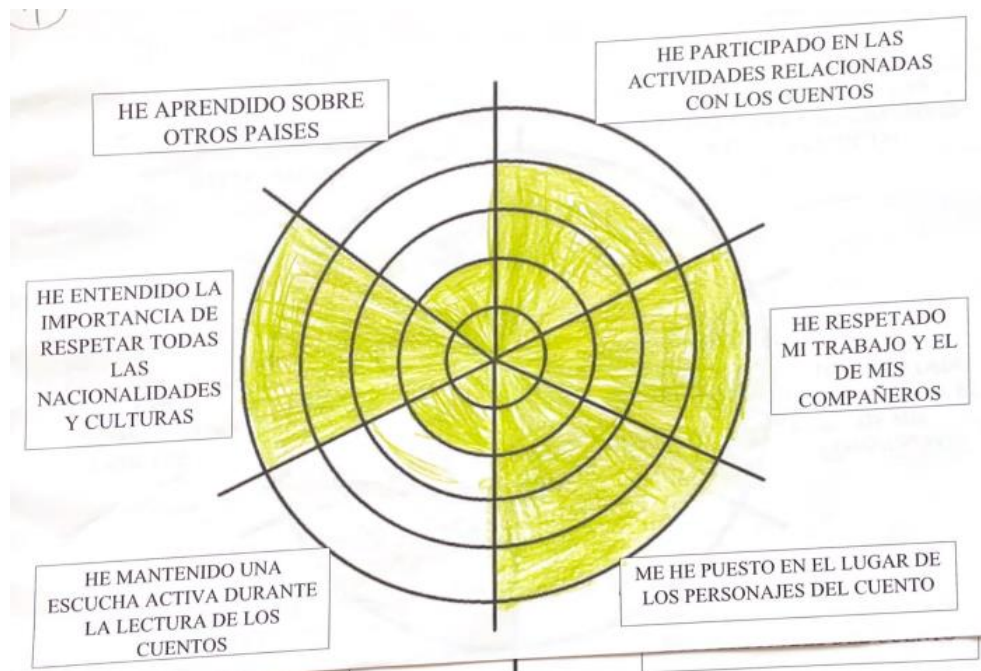 HE PARTICIPADO EN LAS
ACTIVIDADES RELACIONADAS
CON LOS CUENTOS
HE APRENDIDO SOBRE
OTROS PAISES
HE ENTENDIDO LA
IMPORTANCIA DE
RESPETAR TODAS
LAS
NACIONALIDADES
Y CULTURAS
HE RESPETADO
MI TRABAJO Y EL
DE MIS
COMPAÑEROS
HE MANTENIDO UNA
ESCUCHA ACTIVA DURANTE
LA LECTURA DE LOS
CUENTOS
ME HE PUESTO EN EL LUGAR DE
LOS PERSONAJES DEL CUENTO